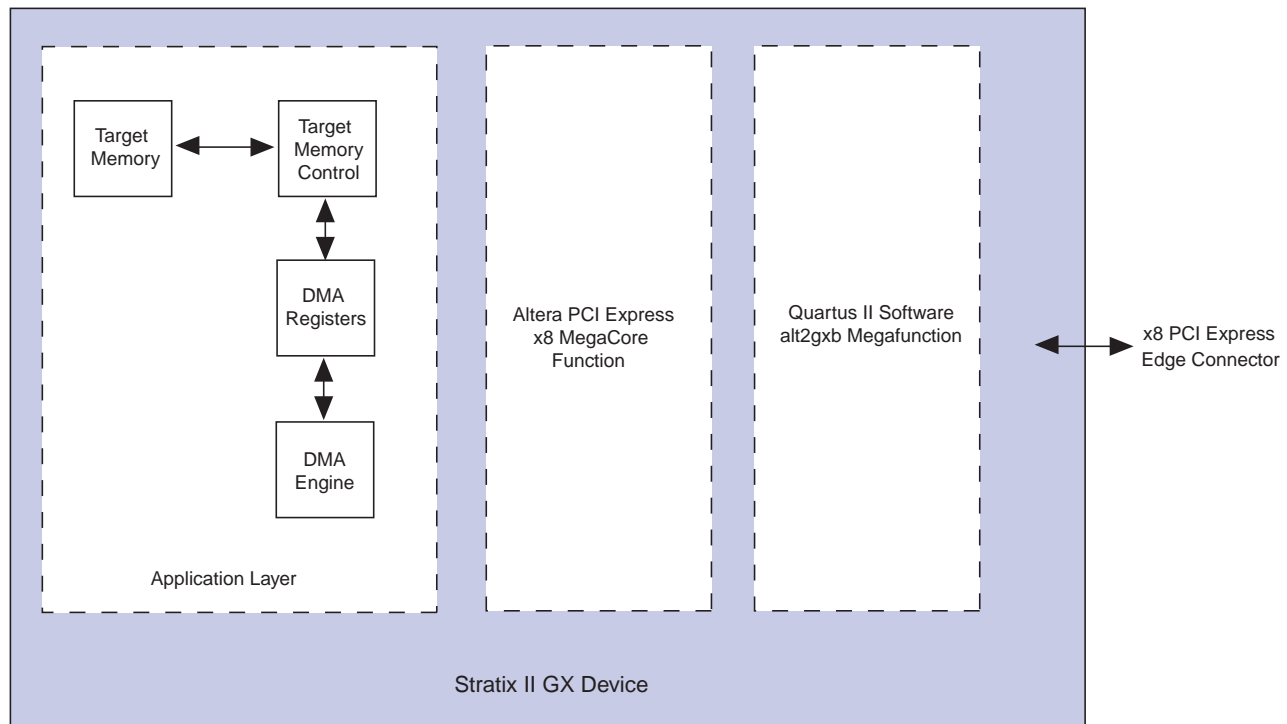 Target
Memory
Target
Memory
Control
DMA
Registers
DMA
Engine
Application Layer
Altera PCI Express
x8 MegaCore
Function
Quartus II Software
alt2gxb Megafunction
x8 PCI Express
Edge Connector
Stratix II GX Device